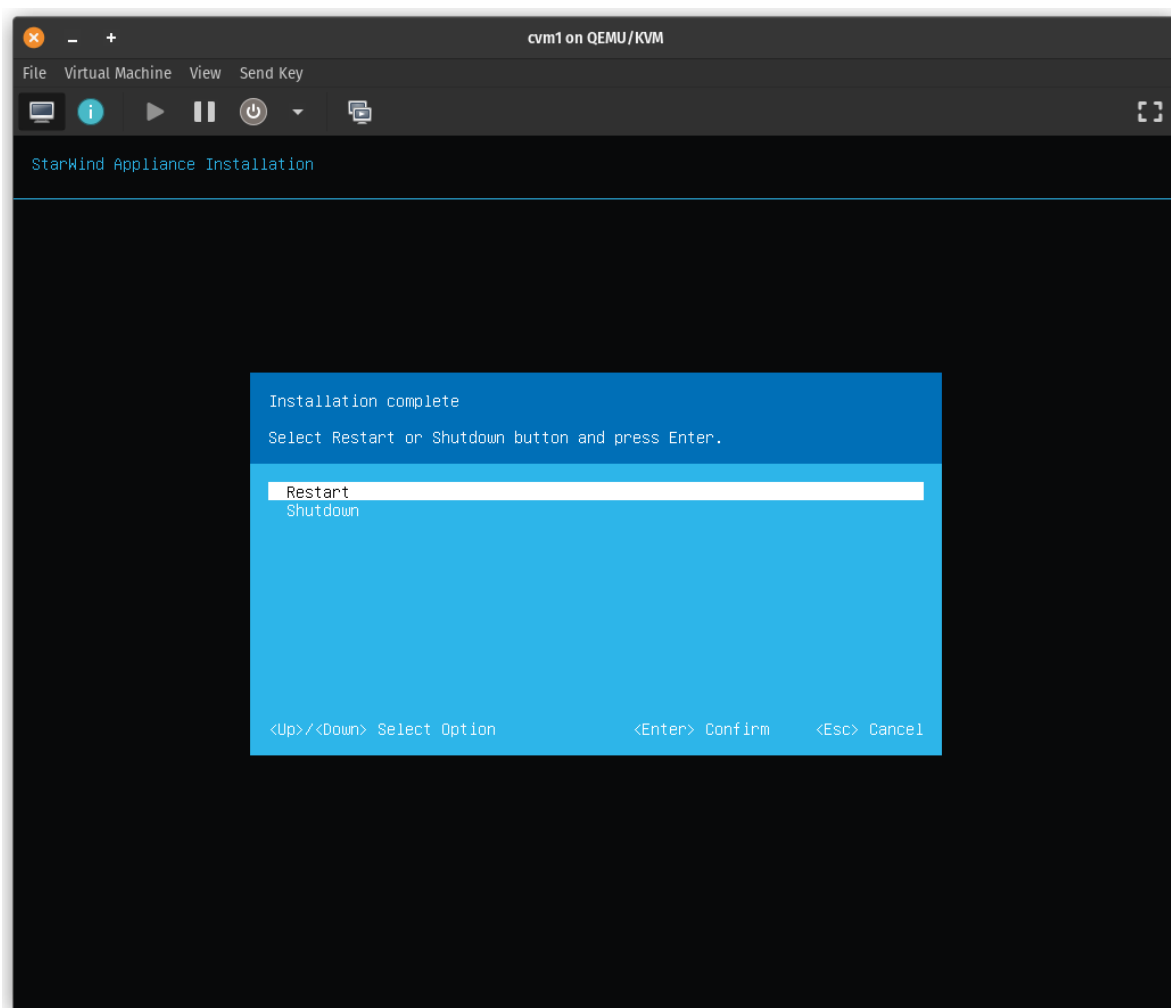 cvm1 on QEMU/KVM
File Virtual Machine View Send Key
StarWind Appliance Installation
Installation complete
Select Restart or Shutdown button and press Enter.
Restart
Shutdown
<Up>/<Down> Select Option <Enter> Confirm <Esc> Cancel